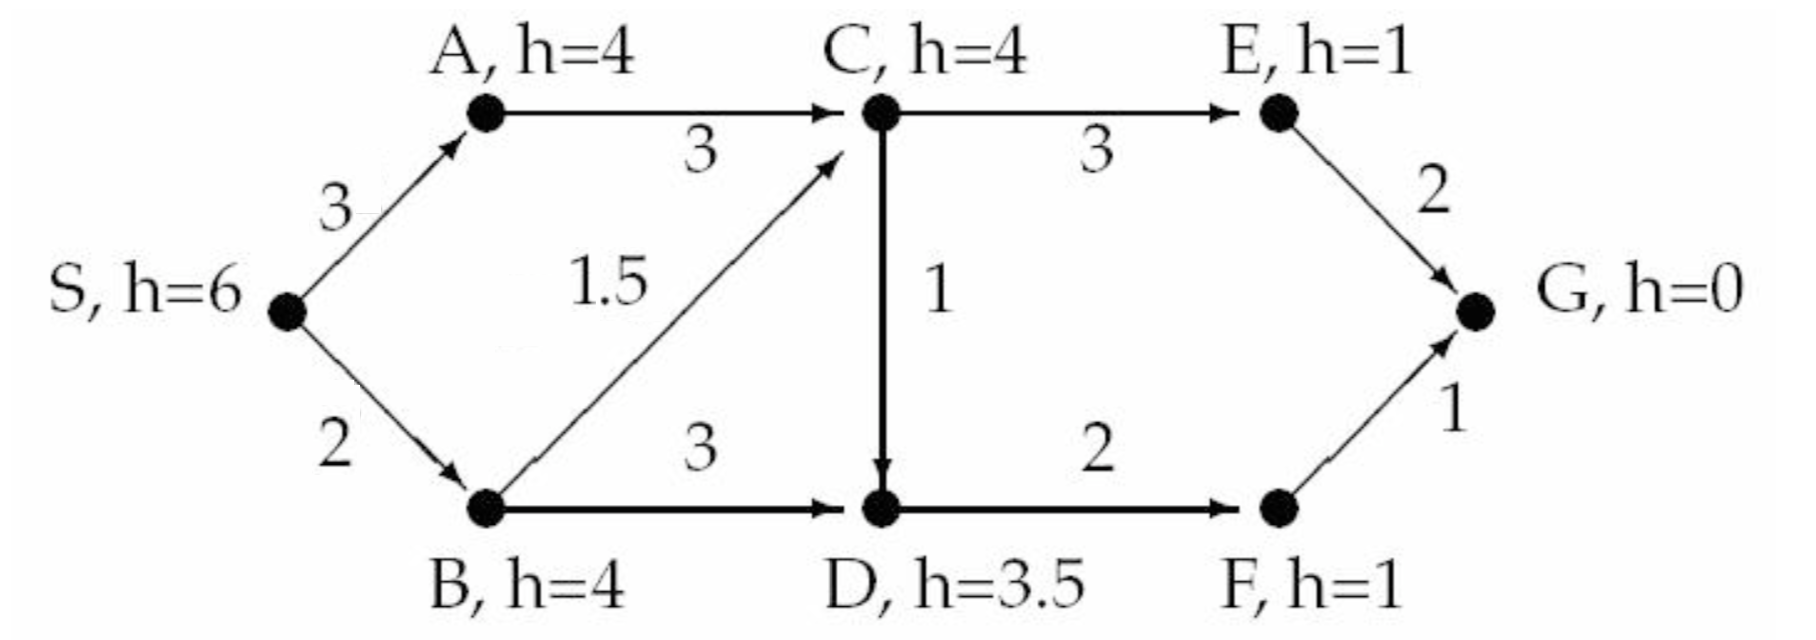 A, h=4
C, h=4
E, h=1
3
3
3
2
S, h=6
1.5
1
G, h=0
2
3
2
1
B, h=4
D, h=3.5
F, h=1